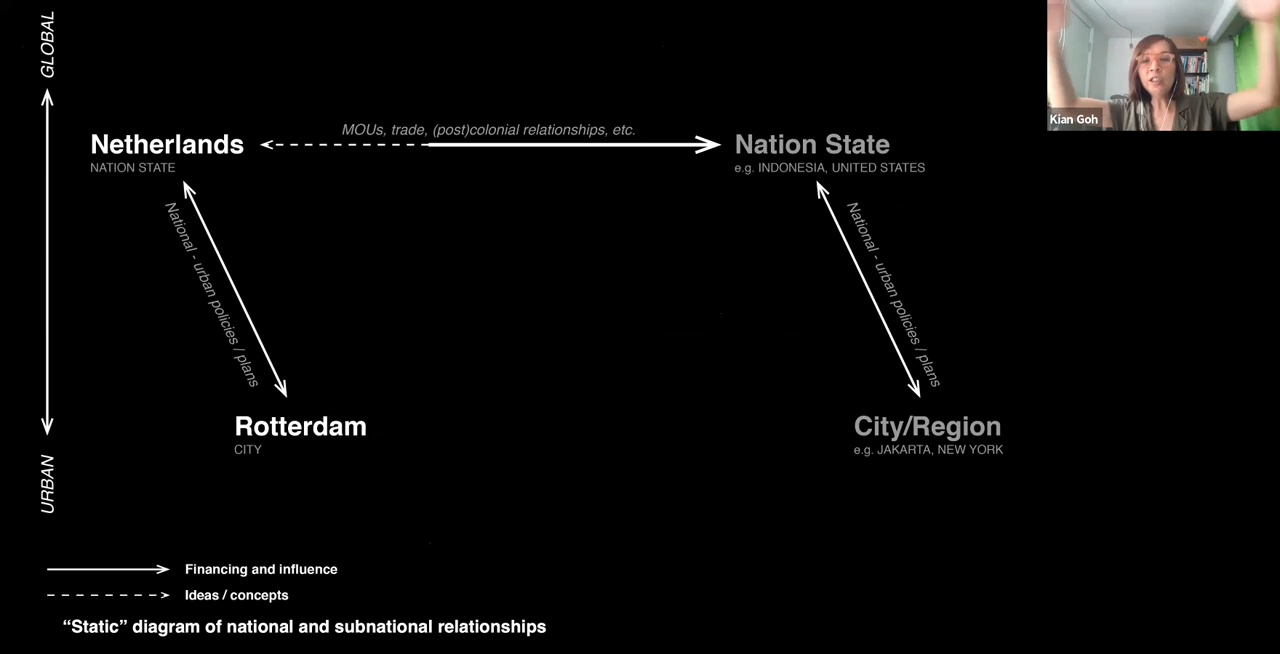 GLOBAL
Kian Goh
MOUs, trade, (post)colonial relationships, etc.
Netherlands
NATION STATE
Nation State
e.g. INDONESIA, UNITED STATES
National - urban policies / plans
National - urban policies / plans
Rotterdam
CITY
City/Region
e.g. JAKARTA, NEW YORK
URBAN
Financing and influence
Ideas / concepts
“Static” diagram of national and subnational relationships